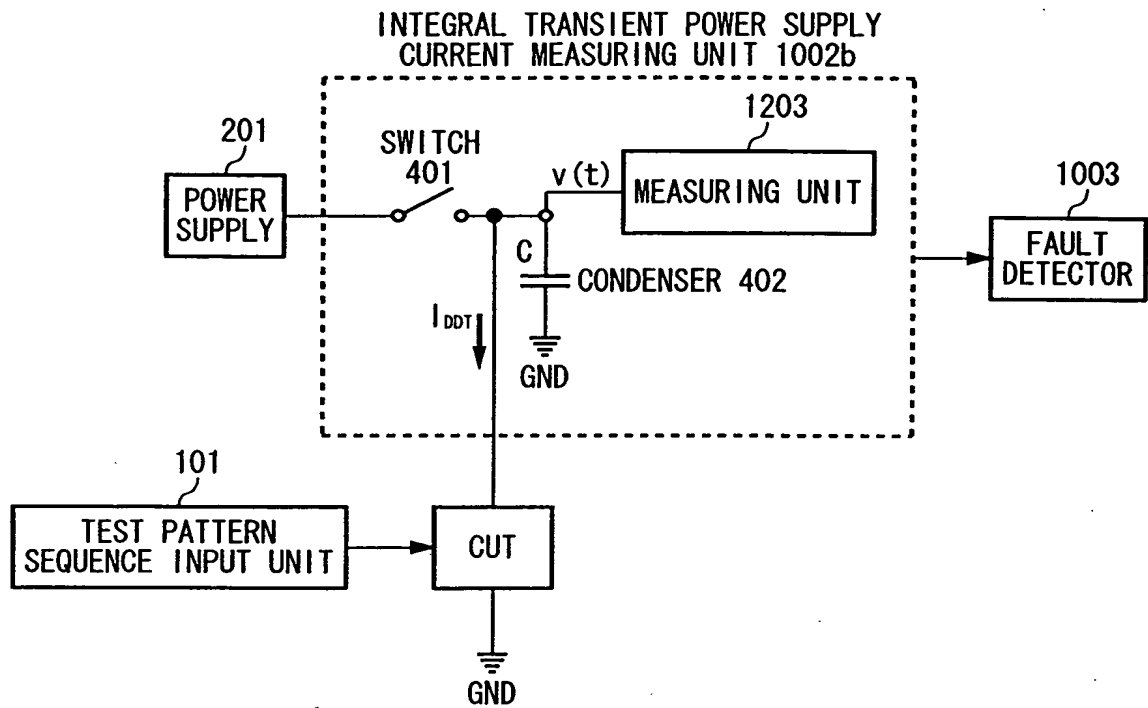 INTEGRAL TRANSIENT POWER SUPPLY
CURRENT MEASURING UNIT 1002b
1203
201
SWITCH
401
v(t)
MEASURING UNIT
1003
POWER
SUPPLY
C
CONDENSER 402
FAULT
DETECTOR
IDDT
GND
101
TEST PATTERN
SEQUENCE INPUT UNIT
CUT
GND